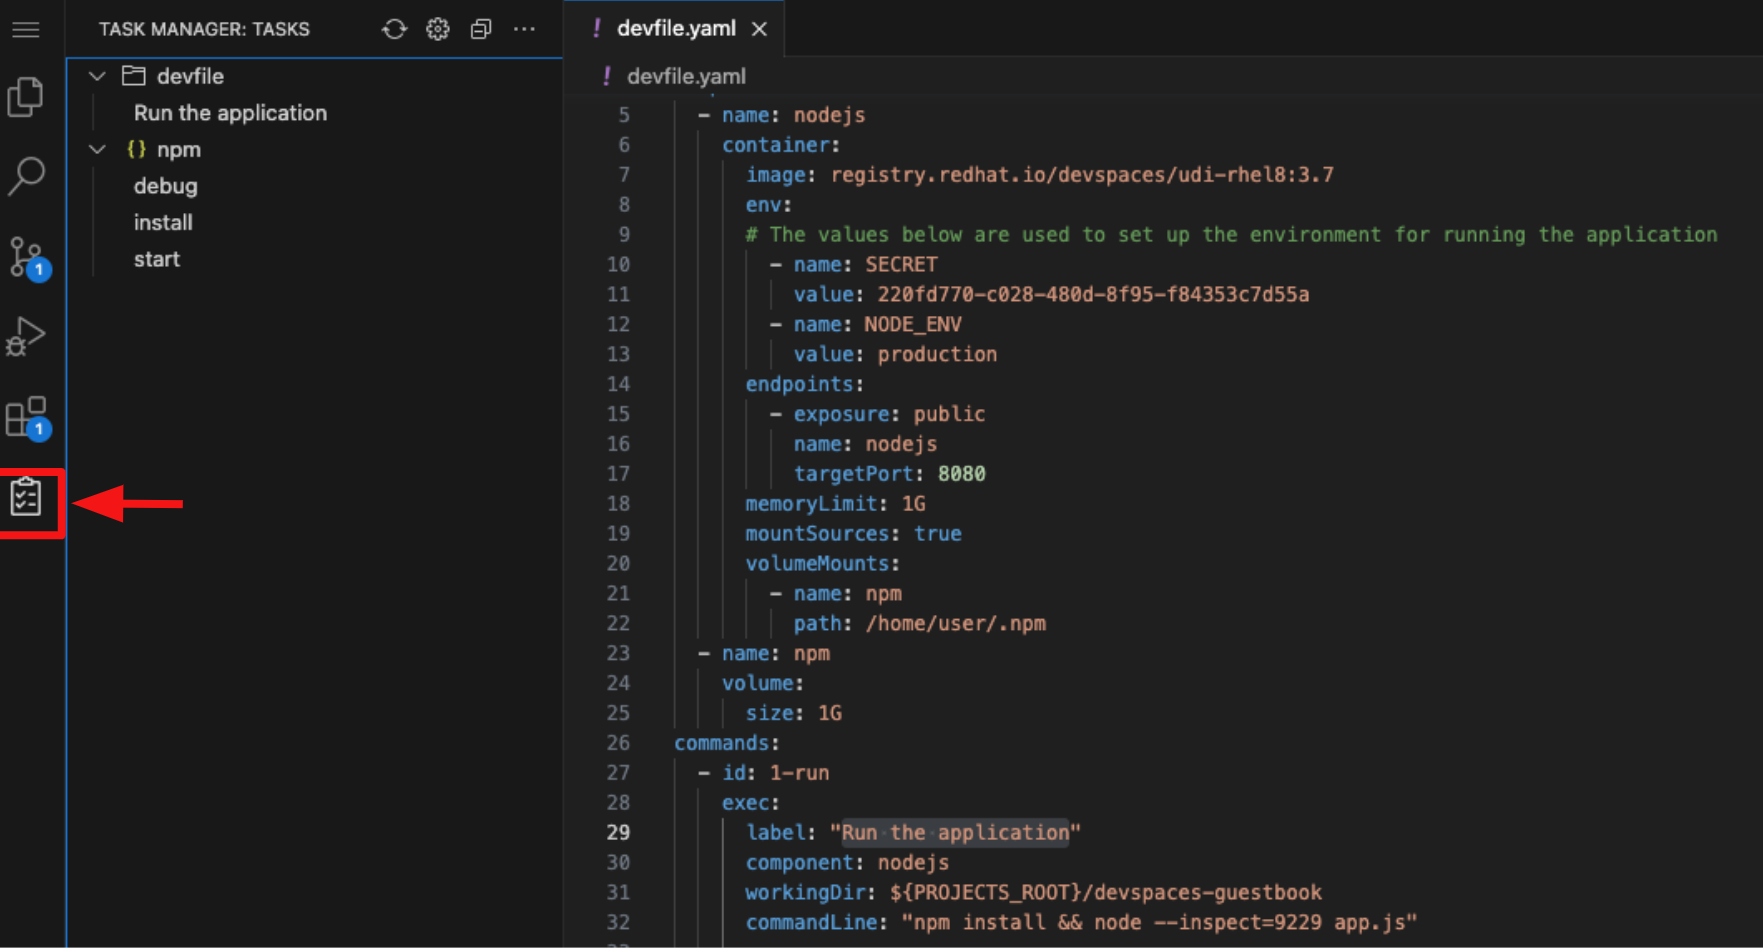 TASK MANAGER: TASKS
devfile
Run the application
{} npm
debug
install
start
1
1
! devfile.yaml ×
! devfile.yaml
5 - name: nodejs
6 container:
7 image: registry.redhat.io/devspaces/udi-rhel8:3.7
8 env:
9 # The values below are used to set up the environment for running the application
10 - name: SECRET
11 value: 220fd770-c028-480d-8f95-f84353c7d55a
12 - name: NODE_ENV
13 value: production
14 endpoints:
15 - exposure: public
16 name: nodejs
17 targetPort: 8080
18 memoryLimit: 1G
19 mountSources: true
20 volumeMounts:
21 - name: npm
22 path: /home/user/.npm
23 - name: npm
24 volume:
25 size: 1G
26 commands:
27 - id: 1-run
28 exec:
29 label: "Run the application"
30 component: nodejs
31 workingDir: ${PROJECTS_ROOT}/devspaces-guestbook
32 commandLine: "npm install && node --inspect=9229 app.js"